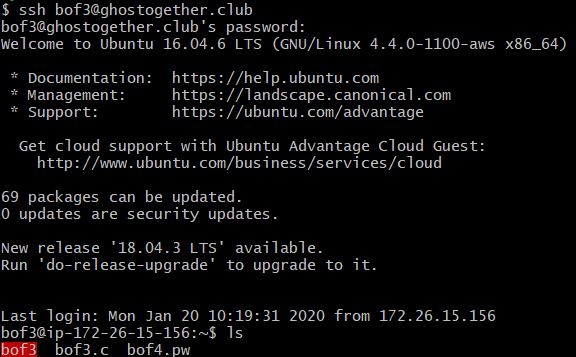 $ ssh bof3@ghostogether.club
bof3@ghostogether.club's password:
Welcome to Ubuntu 16.04.6 LTS (GNU/Linux 4.4.0-1100-aws x86_64)
* Documentation:  https://help.ubuntu.com
* Management:     https://landscape.canonical.com
* Support:        https://ubuntu.com/advantage
Get cloud support with Ubuntu Advantage Cloud Guest:
http://www.ubuntu.com/business/services/cloud
69 packages can be updated.
0 updates are security updates.
New release '18.04.3 LTS' available.
Run 'do-release-upgrade' to upgrade to it.
Last login: Mon Jan 20 10:19:31 2020 from 172.26.15.156
bof3@ip-172-26-15-156:~$ ls
bof3  bof3.c  bof4.pw